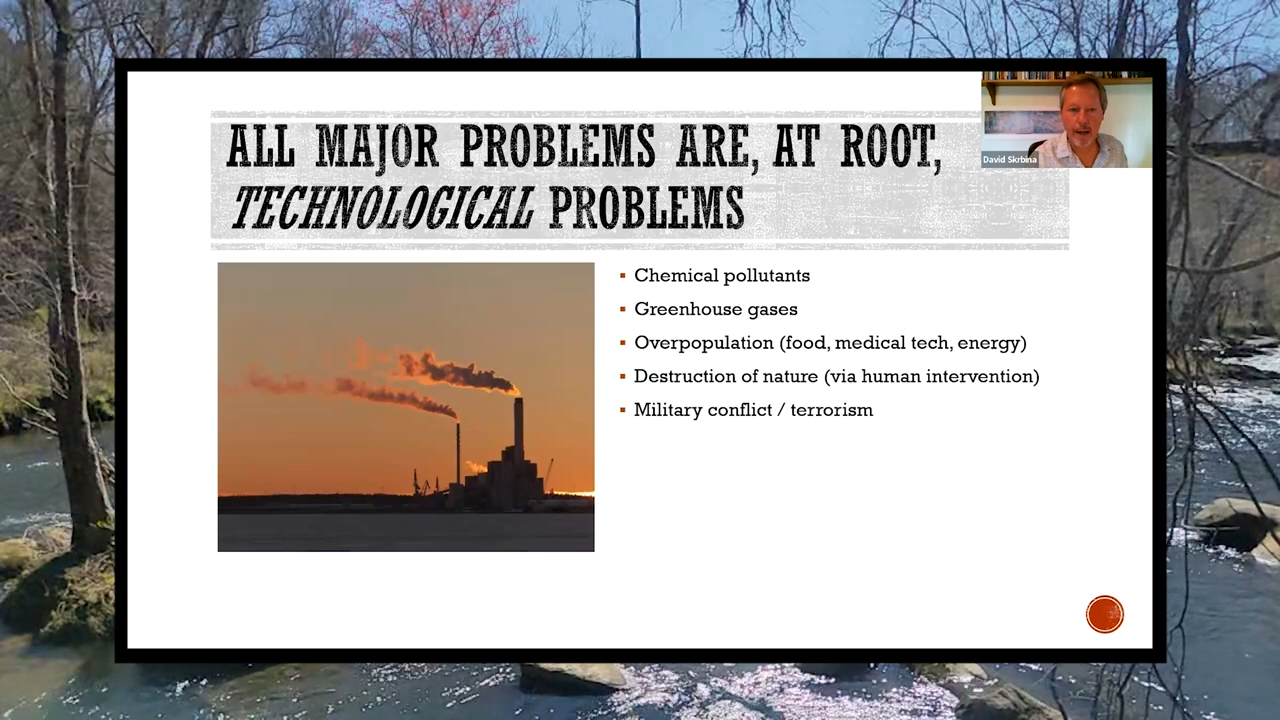 ALL MAJOR PROBLEMS ARE, AT ROOT,
TECHNOLOGICAL PROBLEMS
David Skrbina
▪ Chemical pollutants
▪ Greenhouse gases
▪ Overpopulation (food, medical tech, energy)
▪ Destruction of nature (via human intervention)
▪ Military conflict / terrorism